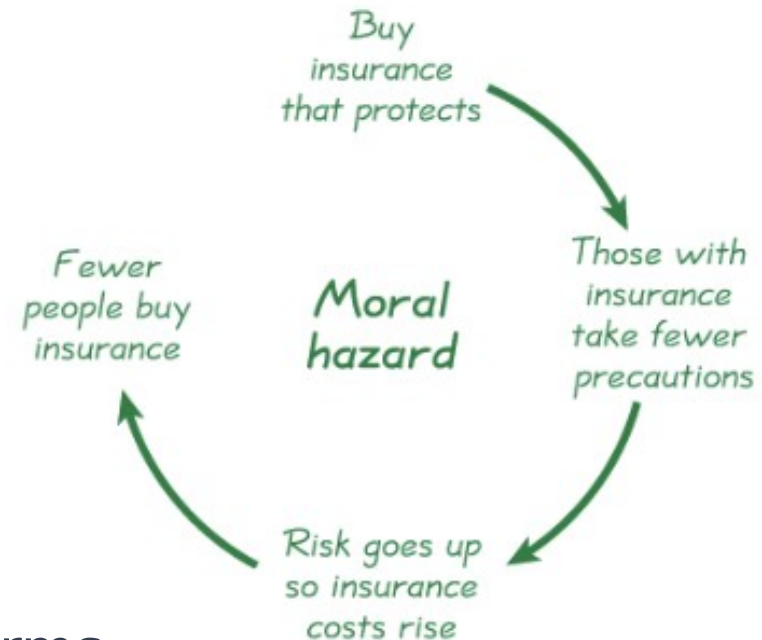 Buy
insurance
that protects
Those with
insurance
take fewer
precautions
Risk goes up
so insurance
costs rise
Fewer
people buy
insurance
Moral
hazard